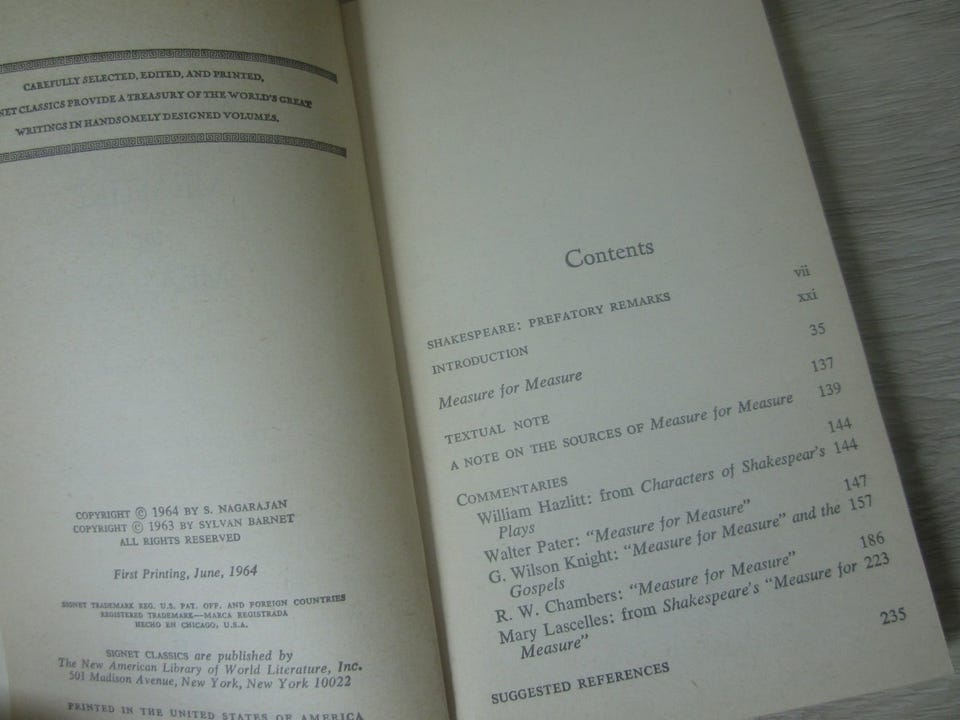 CAREFULLY SELECTED, EDITED, AND PRINTED,
CLASSICS PROVIDE A TREASURY OF THE WORLD'S GREAT
WRITINGS IN HANDSOMELY DESIGNED VOLUMES.
COPYRIGHT © 1964 BY S. NAGARAJAN
COPYRIGHT © 1963 BY SYLVAN BARNET
ALL RIGHTS RESERVED
First Printing, June, 1964
SIGNET TRADEMARK REG. U.S. PAT. OFF. AND FOREIGN COUNTRIES
REGISTERED TRADEMARK—MARCA REGISTRADA
HECHO EN CHICAGO, U.S.A.
SIGNET CLASSICS are published by
The New American Library of World Literature, Inc.
501 Madison Avenue, New York, New York 10022
PRINTED IN THE UNITED STATES OF AMERICA
Contents
SHAKESPEARE: PREFATORY REMARKS vii
INTRODUCTION xxi
Measure for Measure 35
TEXTUAL NOTE 137
A NOTE ON THE SOURCES OF Measure for Measure 139
COMMENTARIES 144
William Hazlitt: from Characters of Shakespear's 144
Plays
Walter Pater: "Measure for Measure" 147
G. Wilson Knight: "Measure for Measure" and the 157
Gospels
R. W. Chambers: "Measure for Measure" 186
Mary Lascelles: from Shakespeare's "Measure for 223
Measure"
SUGGESTED REFERENCES 235